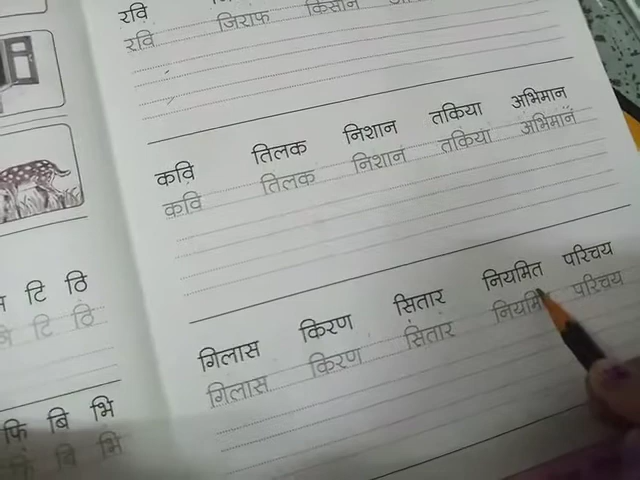 रवि
रवि जिराफ किसान
कवि तिलक निशान तकिया अभिमान
कवि तिलक निशान तकिया अभिमान
गिलास किरण सितार नियमित परिचय
गिलास किरण सितार परिचय
टि ठि
टि ठि
फि बि भि
बि भि